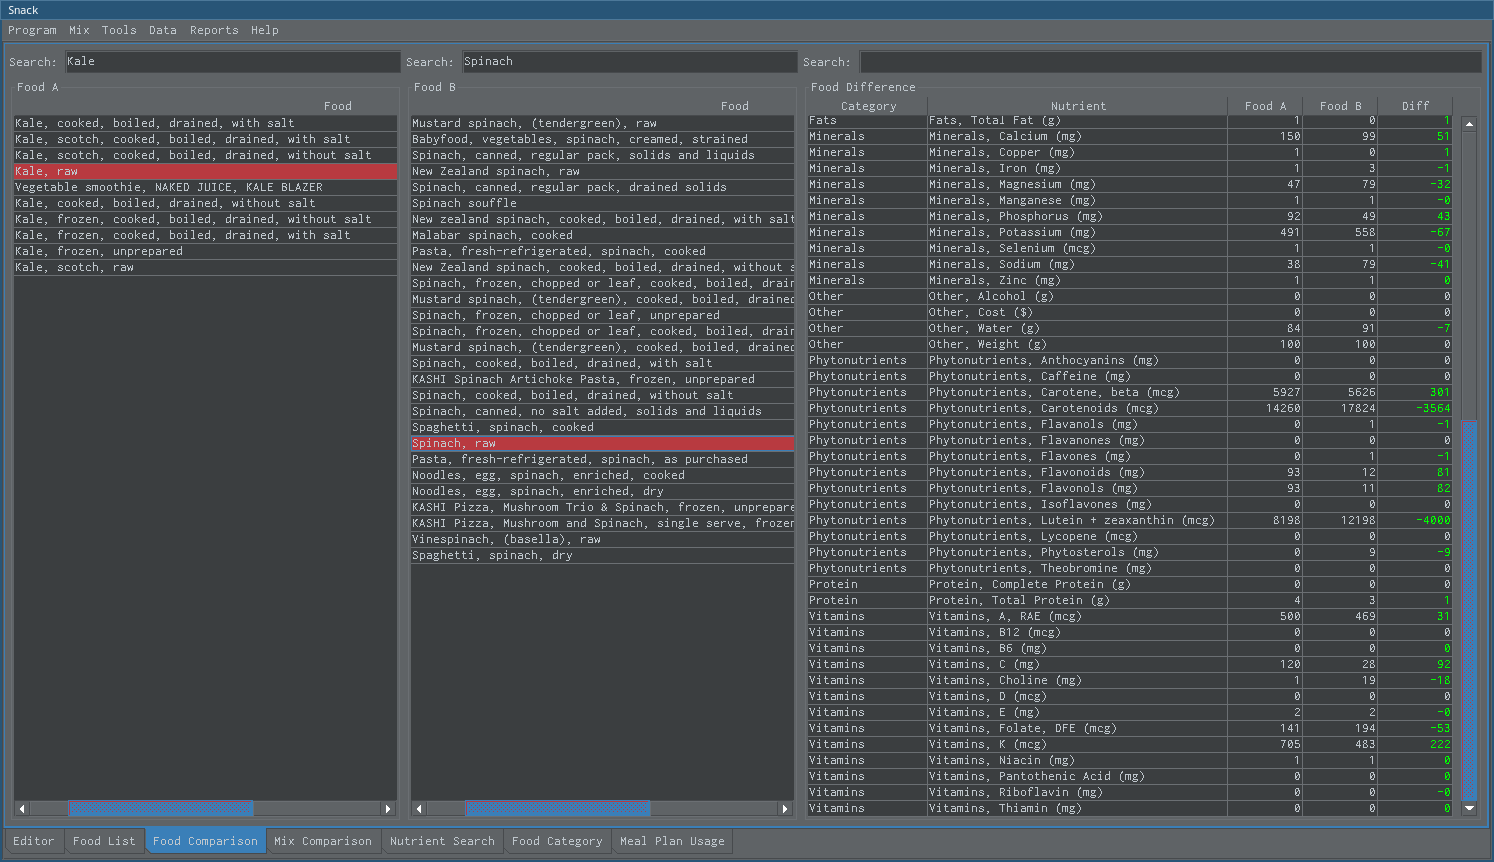 Snack
Program Mix Tools Data Reports Help
Search: Kale
Search: Spinach
Search:
Food A
Food
Kale, cooked, boiled, drained, with salt
Kale, scotch, cooked, boiled, drained, with salt
Kale, scotch, cooked, boiled, drained, without salt
Kale, raw
Vegetable smoothie, NAKED JUICE, KALE BLAZER
Kale, cooked, boiled, drained, without salt
Kale, frozen, cooked, boiled, drained, without salt
Kale, frozen, cooked, boiled, drained, with salt
Kale, frozen, unprepared
Kale, scotch, raw
Food B
Food
Mustard spinach, (tendergreen), raw
Babyfood, vegetables, spinach, creamed, strained
Spinach, canned, regular pack, solids and liquids
New Zealand spinach, raw
Spinach, canned, regular pack, drained solids
Spinach souffle
New zealand spinach, cooked, boiled, drained, with salt
Malabar spinach, cooked
Pasta, fresh-refrigerated, spinach, cooked
New Zealand spinach, cooked, boiled, drained, without s
Spinach, frozen, chopped or leaf, cooked, boiled, drain
Mustard spinach, (tendergreen), cooked, boiled, drained
Spinach, frozen, chopped or leaf, unprepared
Spinach, frozen, chopped or leaf, cooked, boiled, drain
Mustard spinach, (tendergreen), cooked, boiled, drained
Spinach, cooked, boiled, drained, with salt
KASHI Spinach Artichoke Pasta, frozen, unprepared
Spinach, cooked, boiled, drained, without salt
Spinach, canned, no salt added, solids and liquids
Spaghetti, spinach, cooked
Spinach, raw
Pasta, fresh-refrigerated, spinach, as purchased
Noodles, egg, spinach, enriched, cooked
Noodles, egg, spinach, enriched, dry
KASHI Pizza, Mushroom Trio & Spinach, frozen, unprepare
KASHI Pizza, Mushroom and Spinach, single serve, frozen
Vinespinach, (basella), raw
Spaghetti, spinach, dry
Food Difference
Category Nutrient Food A Food B Diff
Fats Fats, Total Fat (g) 1 0 1
Minerals Minerals, Calcium (mg) 150 99 51
Minerals Minerals, Copper (mg) 1 0 1
Minerals Minerals, Iron (mg) 1 3 -1
Minerals Minerals, Magnesium (mg) 47 79 -32
Minerals Minerals, Manganese (mg) 1 1 -0
Minerals Minerals, Phosphorus (mg) 92 49 43
Minerals Minerals, Potassium (mg) 491 558 -67
Minerals Minerals, Selenium (mcg) 1 1 -0
Minerals Minerals, Sodium (mg) 38 79 -41
Minerals Minerals, Zinc (mg) 1 1 0
Other Other, Alcohol (g) 0 0 0
Other Other, Cost ($) 0 0 0
Other Other, Water (g) 84 91 -7
Other Other, Weight (g) 100 100 0
Phytonutrients Phytonutrients, Anthocyanins (mg) 0 0 0
Phytonutrients Phytonutrients, Caffeine (mg) 0 0 0
Phytonutrients Phytonutrients, Carotene, beta (mcg) 5927 5626 301
Phytonutrients Phytonutrients, Carotenoids (mcg) 14260 17824 -3564
Phytonutrients Phytonutrients, Flavanols (mg) 0 1 -1
Phytonutrients Phytonutrients, Flavanones (mg) 0 0 0
Phytonutrients Phytonutrients, Flavones (mg) 0 1 -1
Phytonutrients Phytonutrients, Flavonoids (mg) 93 12 81
Phytonutrients Phytonutrients, Flavonols (mg) 93 11 82
Phytonutrients Phytonutrients, Isoflavones (mg) 0 0 0
Phytonutrients Phytonutrients, Lutein + zeaxanthin (mcg) 8198 12198 -4000
Phytonutrients Phytonutrients, Lycopene (mcg) 0 0 0
Phytonutrients Phytonutrients, Phytosterols (mg) 0 9 -9
Phytonutrients Phytonutrients, Theobromine (mg) 0 0 0
Protein Protein, Complete Protein (g) 0 0 0
Protein Protein, Total Protein (g) 4 3 1
Vitamins Vitamins, A, RAE (mcg) 500 469 31
Vitamins Vitamins, B12 (mcg) 0 0 0
Vitamins Vitamins, B6 (mg) 0 0 0
Vitamins Vitamins, C (mg) 120 28 92
Vitamins Vitamins, Choline (mg) 1 19 -18
Vitamins Vitamins, D (mcg) 0 0 0
Vitamins Vitamins, E (mg) 2 2 -0
Vitamins Vitamins, Folate, DFE (mcg) 141 194 -53
Vitamins Vitamins, K (mcg) 705 483 222
Vitamins Vitamins, Niacin (mg) 1 1 0
Vitamins Vitamins, Pantothenic Acid (mg) 0 0 0
Vitamins Vitamins, Riboflavin (mg) 0 0 -0
Vitamins Vitamins, Thiamin (mg) 0 0 0
Editor Food List Food Comparison Mix Comparison Nutrient Search Food Category Meal Plan Usage